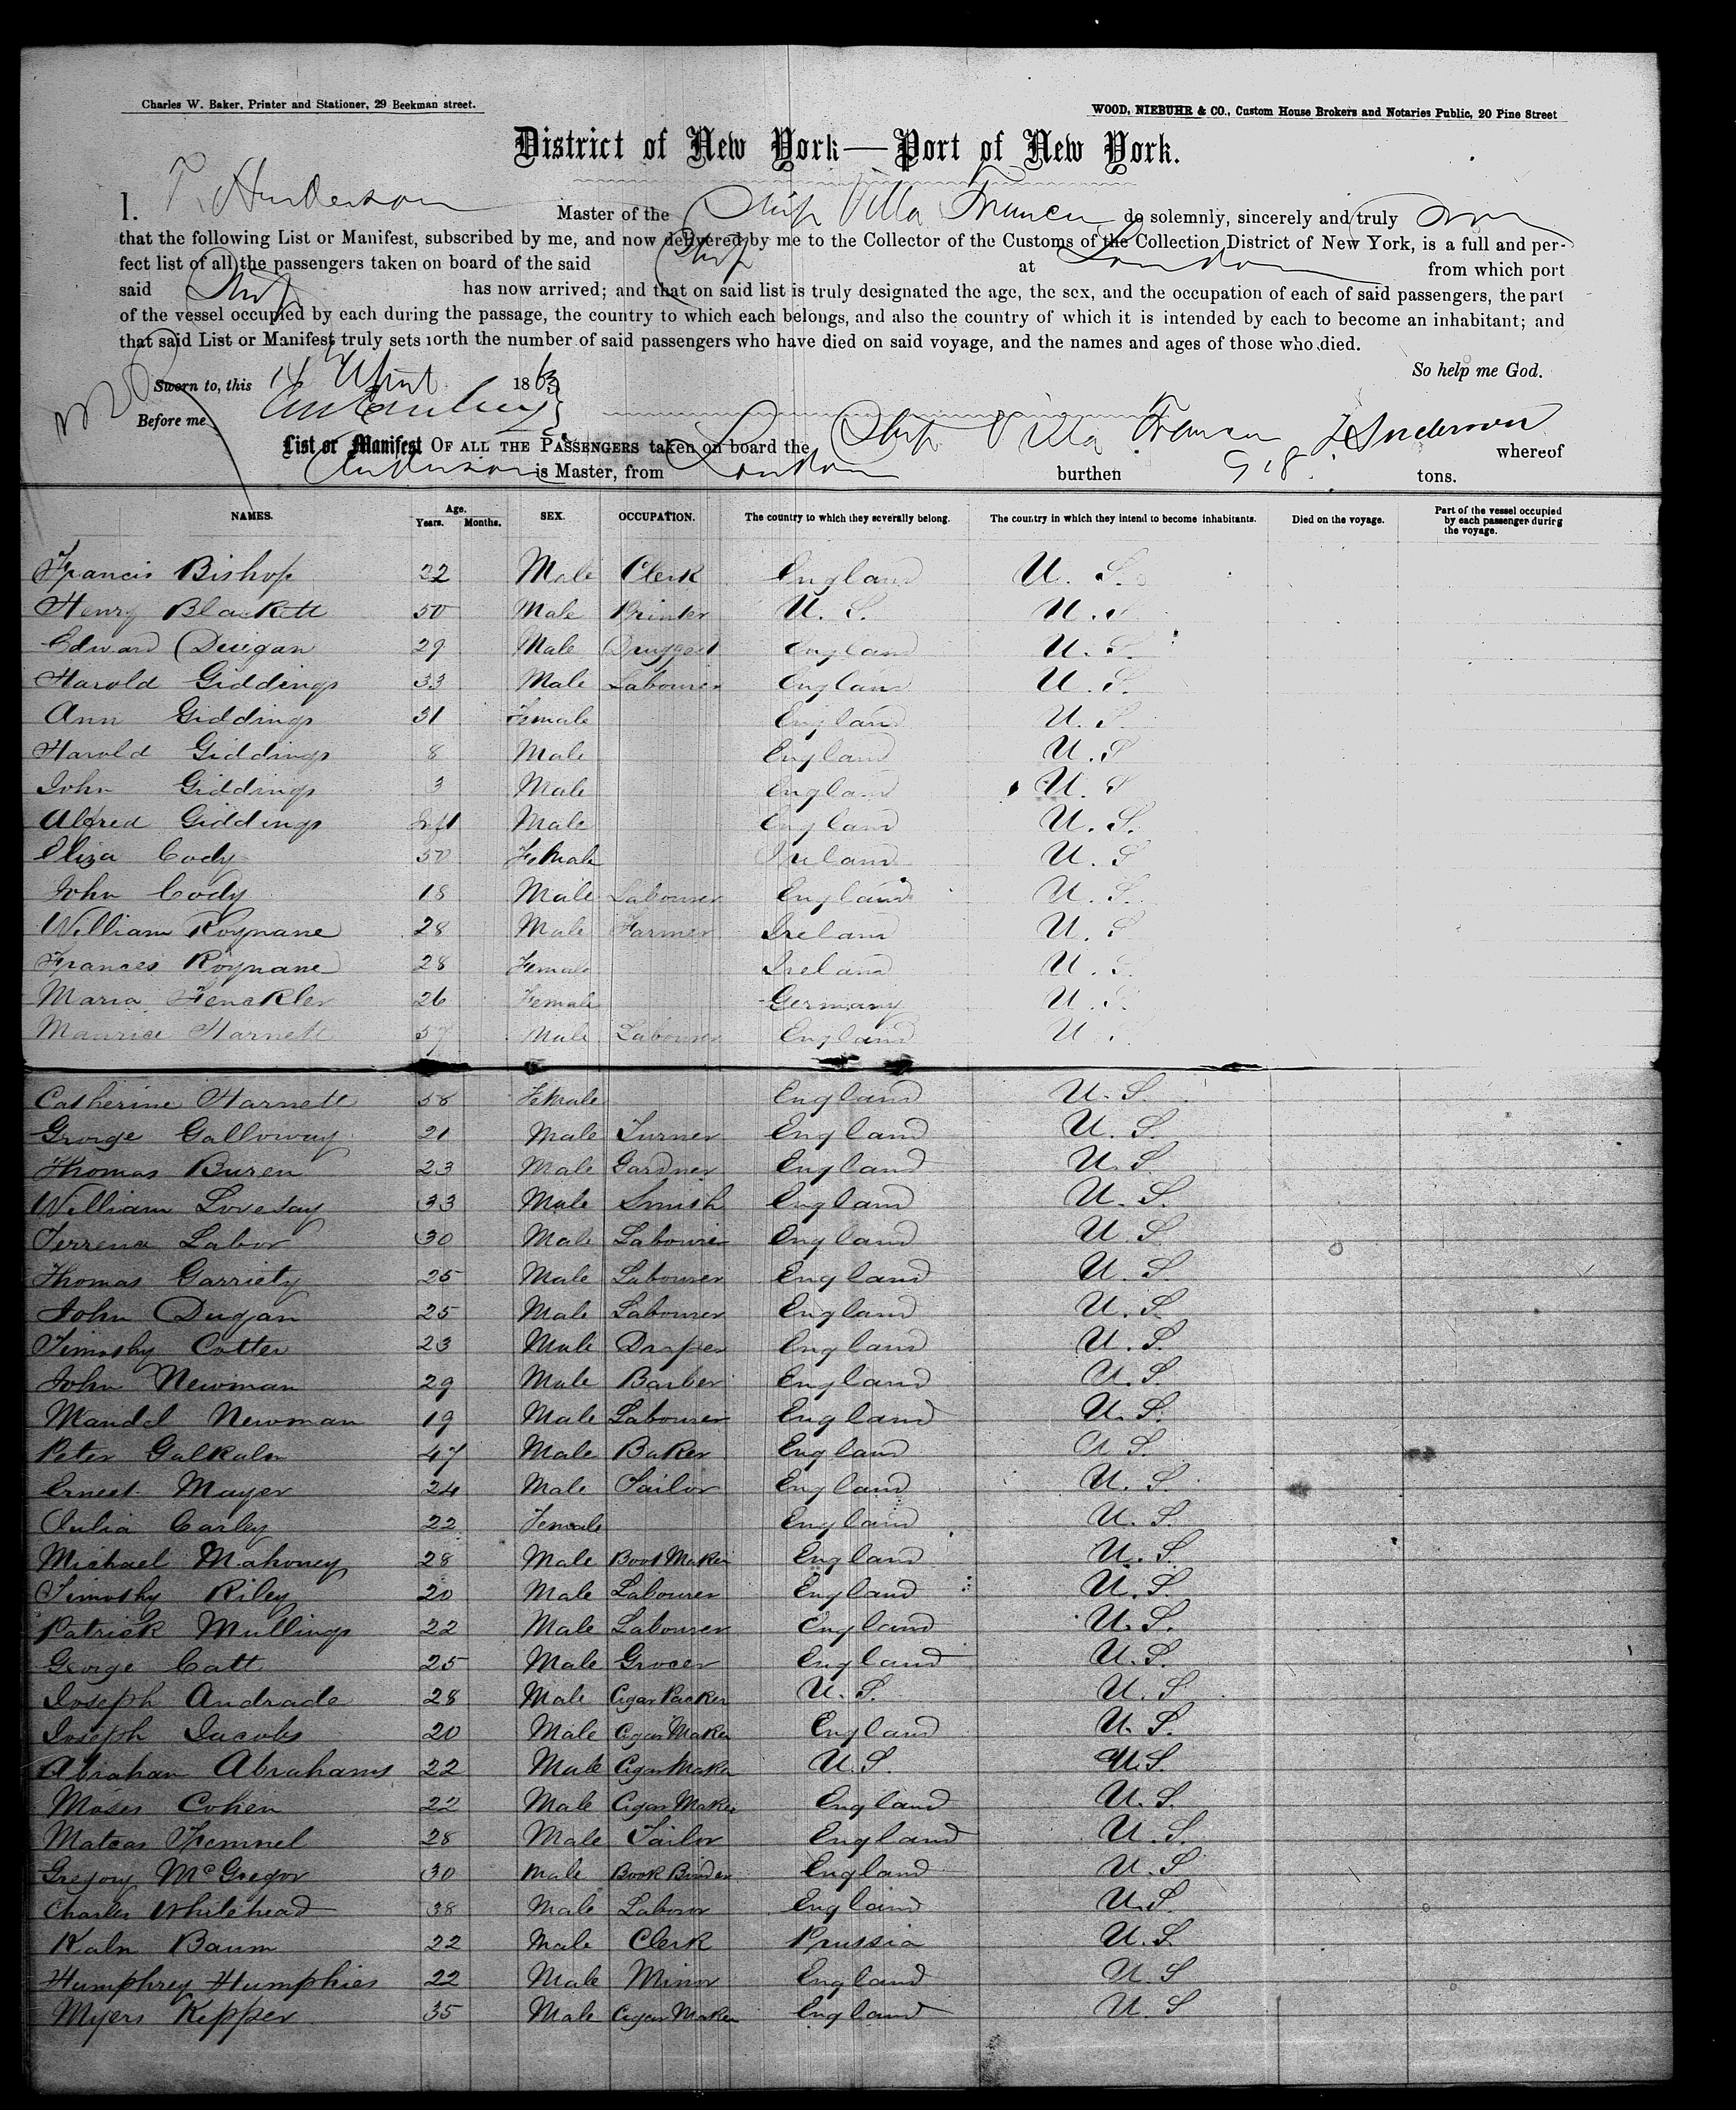 Charles W. Baker, Printer and Stationer, 29 Beekman street.
WOOD, NIEBUHR & CO., Custom House Brokers and Notaries Public, 20 Pine Street
District of New York—Port of New York.
I. Anderson Master of the Ship Villa Franca do solemnly, sincerely and truly
that the following List or Manifest, subscribed by me, and now delivered by me to the Collector of the Customs of the Collection District of New York, is a full and per-
fect list of all the passengers taken on board of the said Ship at London from which port
said Ship has now arrived; and that on said list is truly designated the age, the sex, and the occupation of each of said passengers, the part
of the vessel occupied by each during the passage, the country to which each belongs, and also the country of which it is intended by each to become an inhabitant; and
that said List or Manifest truly sets forth the number of said passengers who have died on said voyage, and the names and ages of those who died.
So help me God.
Sworn to, this 14 April 1863
Before me
List or Manifest OF ALL THE PASSENGERS taken on board the Ship Villa Franca whereof
Anderson is Master, from London burthen 918 tons.
NAMES. Age. Years. Months. SEX. OCCUPATION. The country to which they severally belong. The country in which they intend to become inhabitants. Died on the voyage. Part of the vessel occupied by each passenger during the voyage.
Francis Bishop 22 Male Clerk England U. S.
Henry Blackett 50 Male Printer U. S. U. S.
Edward Duigan 29 Male Druggest England U. S.
Harold Giddings 33 Male Labourer England U. S.
Ann Giddings 31 Female England U. S.
Harold Giddings 8 Male England U. S
John Giddings 3 Male England U. S
Alfred Giddings Male England U. S.
Eliza Cody 50 Female Ireland U. S
John Cody 18 Male Labourer England U. S.
William Roynane 28 Male Farmer Ireland U. S
Frances Roynane 28 Female Ireland U. S.
Maria 26 Female Germany U. S.
Maurice Harnett 57 Male Labourer England U.
Catherine Harnett 58 Female England U. S.
George Galloway 21 Male Turner England U. S.
Thomas Buren 23 Male Gardner England U. S
William Lovesay 33 Male Smith England U. S.
Terrence Labor 30 Male Labourer England U. S
Thomas Garriety 25 Male Labourer England U. S.
John Dugan 25 Male Labourer England U. S.
Timothy Cotter 23 Male Draper England U. S.
John Newman 29 Male Barber England U. S
Mandel Newman 19 Male Labourer England U. S.
Peter 47 Male Baker England U S.
Ernest Mayer 24 Male Tailor England U. S.
Julia Carley 22 Female England U. S.
Michael Mahoney 28 Male Boot Maker England U. S.
Timothy Riley 20 Male Labourer England U. S
Patrick Mullings 22 Male Labourer England U. S.
George Catt 25 Male Grocer England U. S.
Joseph Andrade 28 Male Cigar Packer U. S. U. S
Joseph Jacobs 20 Male Cigar Maker England U. S.
Abraham Abrahams 22 Male Cigar Maker U. S. U. S.
Moses Cohen 22 Male Cigar Maker England U. S.
28 Male Tailor England U. S.
Gregory McGregor 30 Male Book Binder England U. S
Charles Whitehead 38 Male Labour England U. S.
Kaln Baum 22 Male Clerk Prussia U. S.
Humphrey Humphies 22 Male Minor England U. S
Myers Kepper 35 Male Cigar Maker England U. S